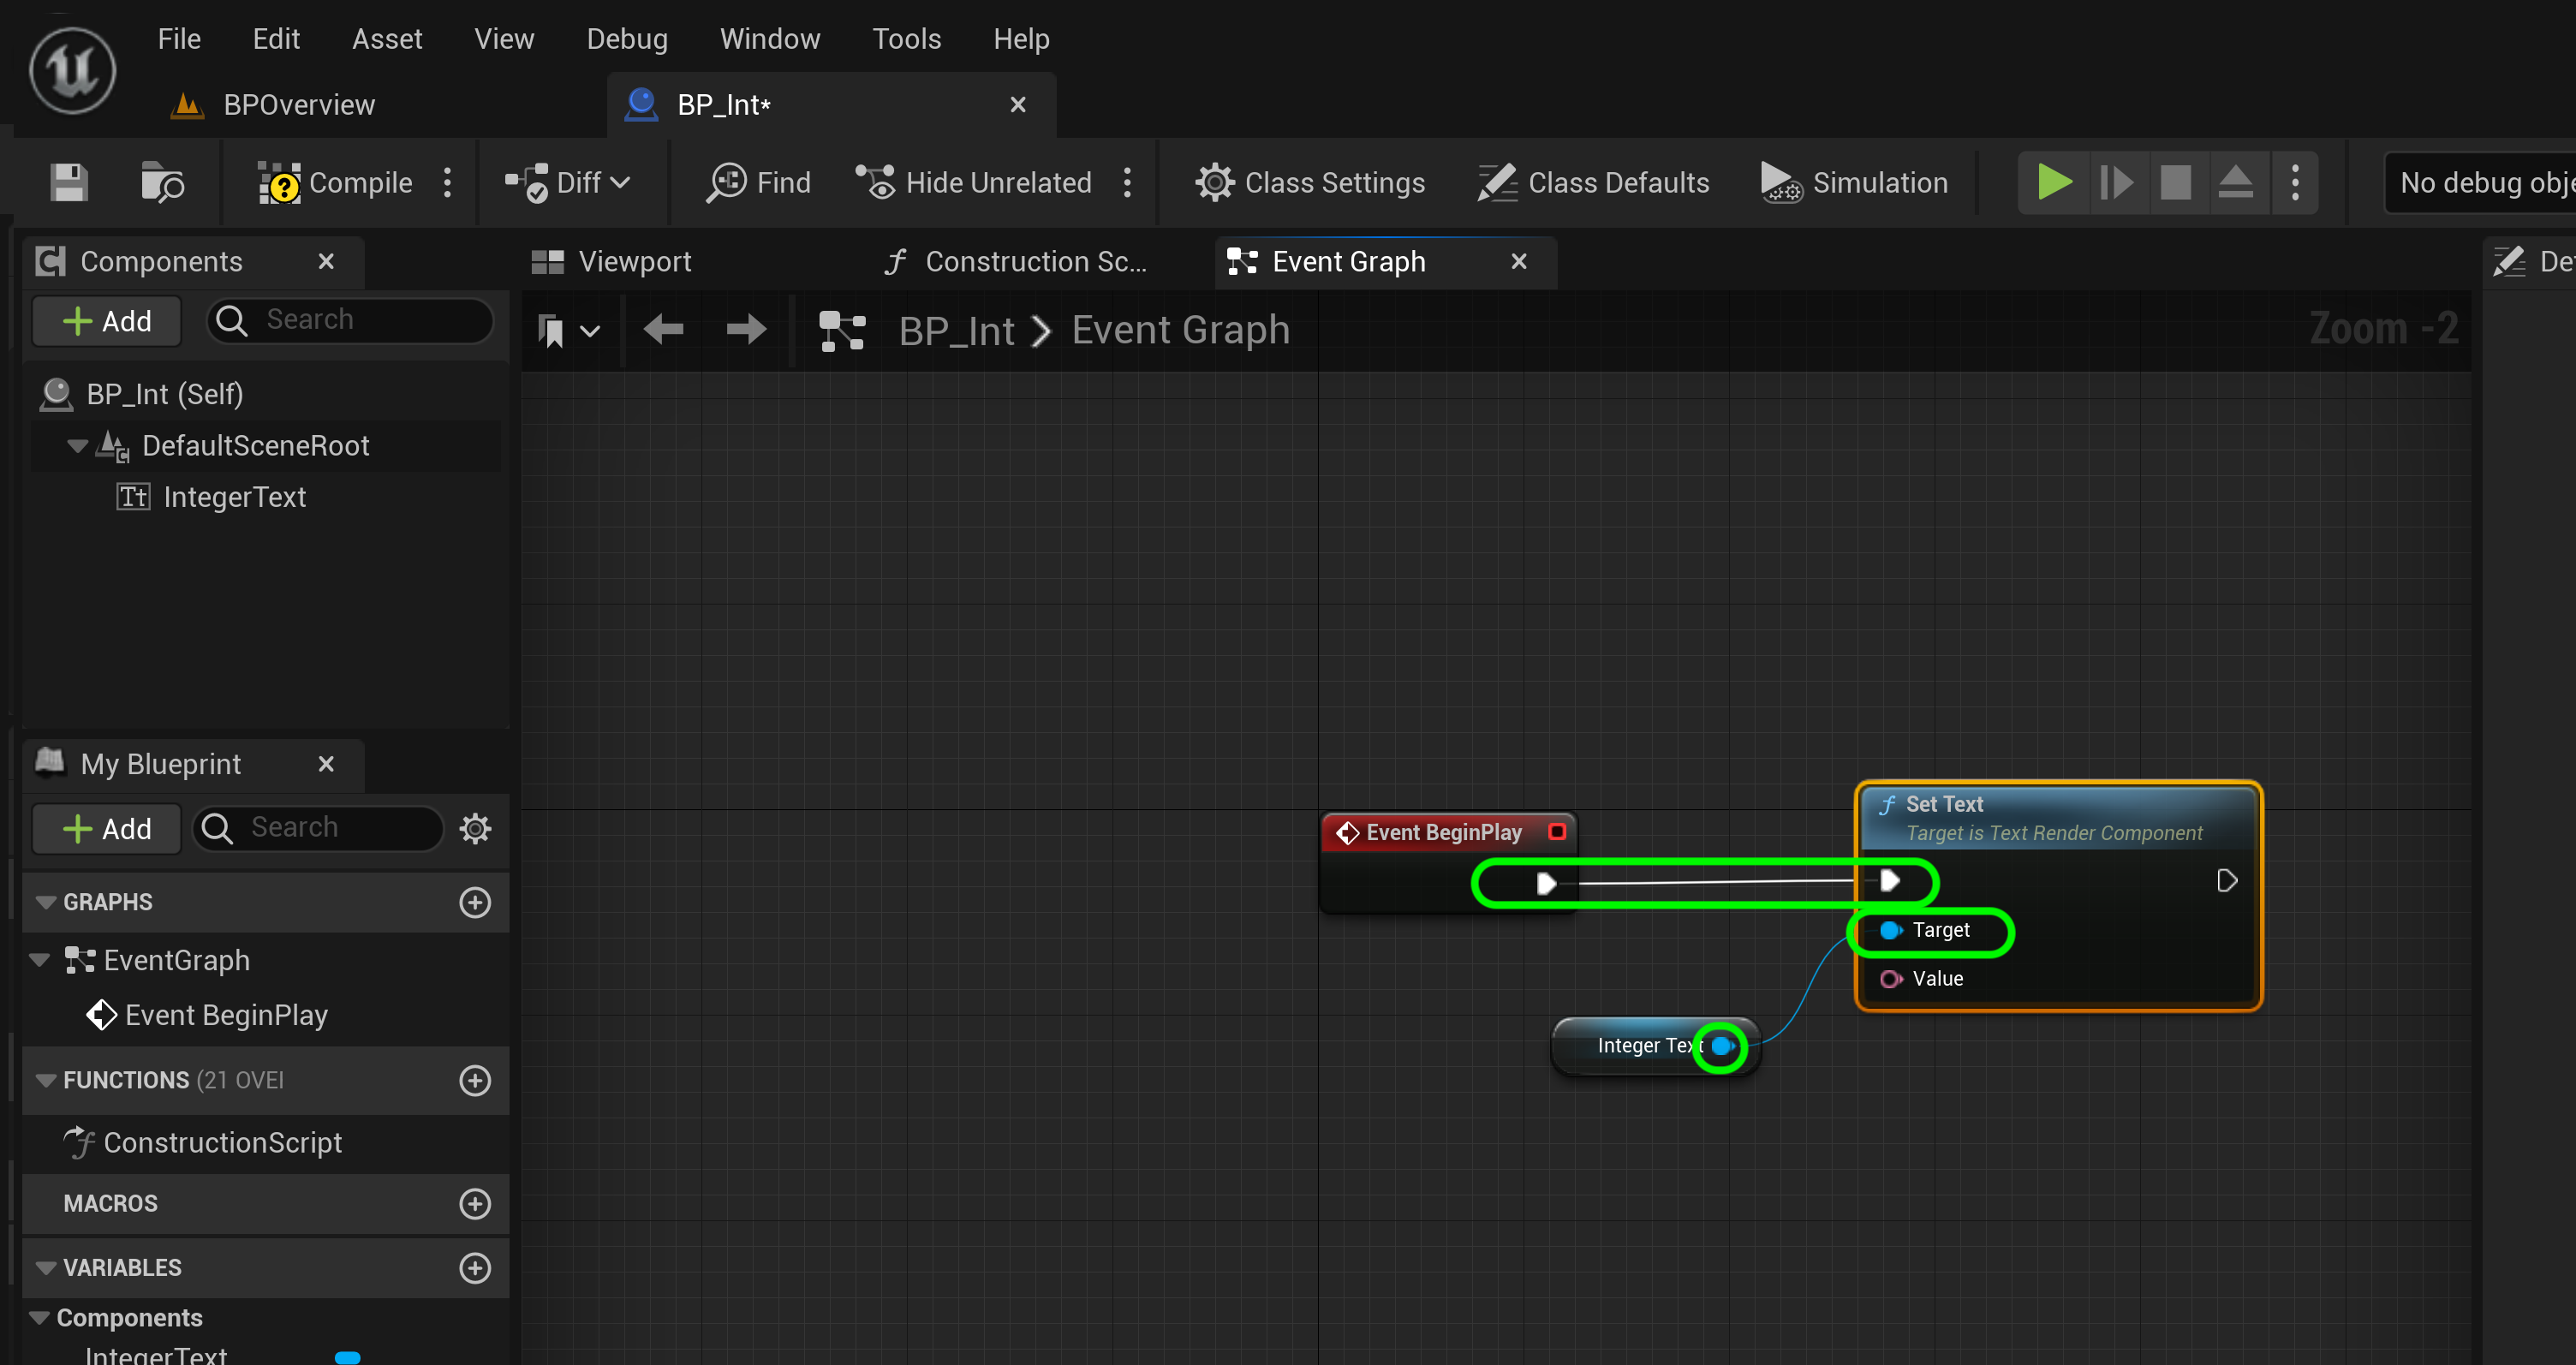 File Edit Asset View Debug Window Tools Help
BPOverview BP_Int*
Compile Diff Find Hide Unrelated Class Settings Class Defaults Simulation No debug obje
Components Viewport Construction Sc... Event Graph De
Add Search BP_Int > Event Graph Zoom -2
BP_Int (Self)
DefaultSceneRoot
Tt IntegerText
My Blueprint
Add Search
GRAPHS
EventGraph
Event BeginPlay
FUNCTIONS (21 OVEI
ConstructionScript
MACROS
VARIABLES
Components
IntegerText
Event BeginPlay
f Set Text
Target is Text Render Component
Target
Value
Integer Text